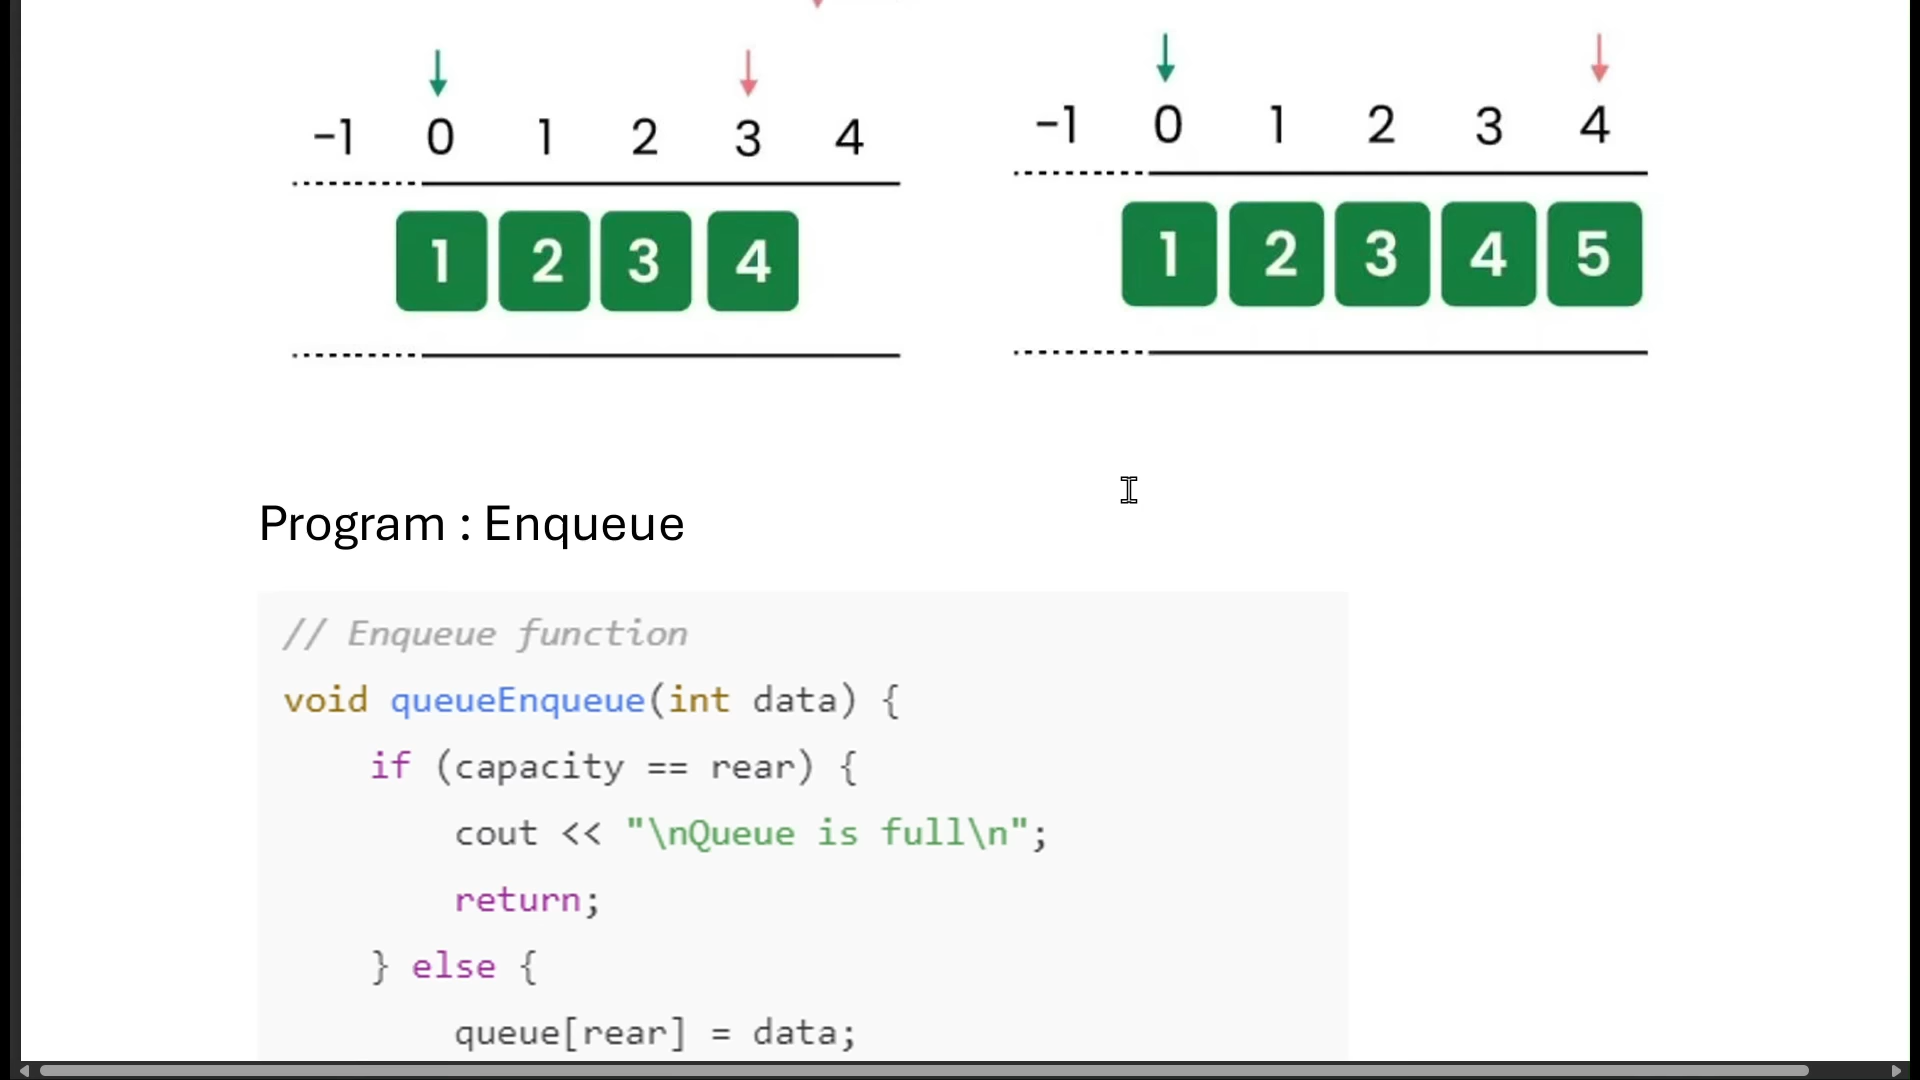 -1 0 1 2 3 4
1 2 3 4
-1 0 1 2 3 4
1 2 3 4 5
Program : Enqueue
// Enqueue function
void queueEnqueue(int data) {
if (capacity == rear) {
cout << "\nQueue is full\n";
return;
} else {
queue[rear] = data;